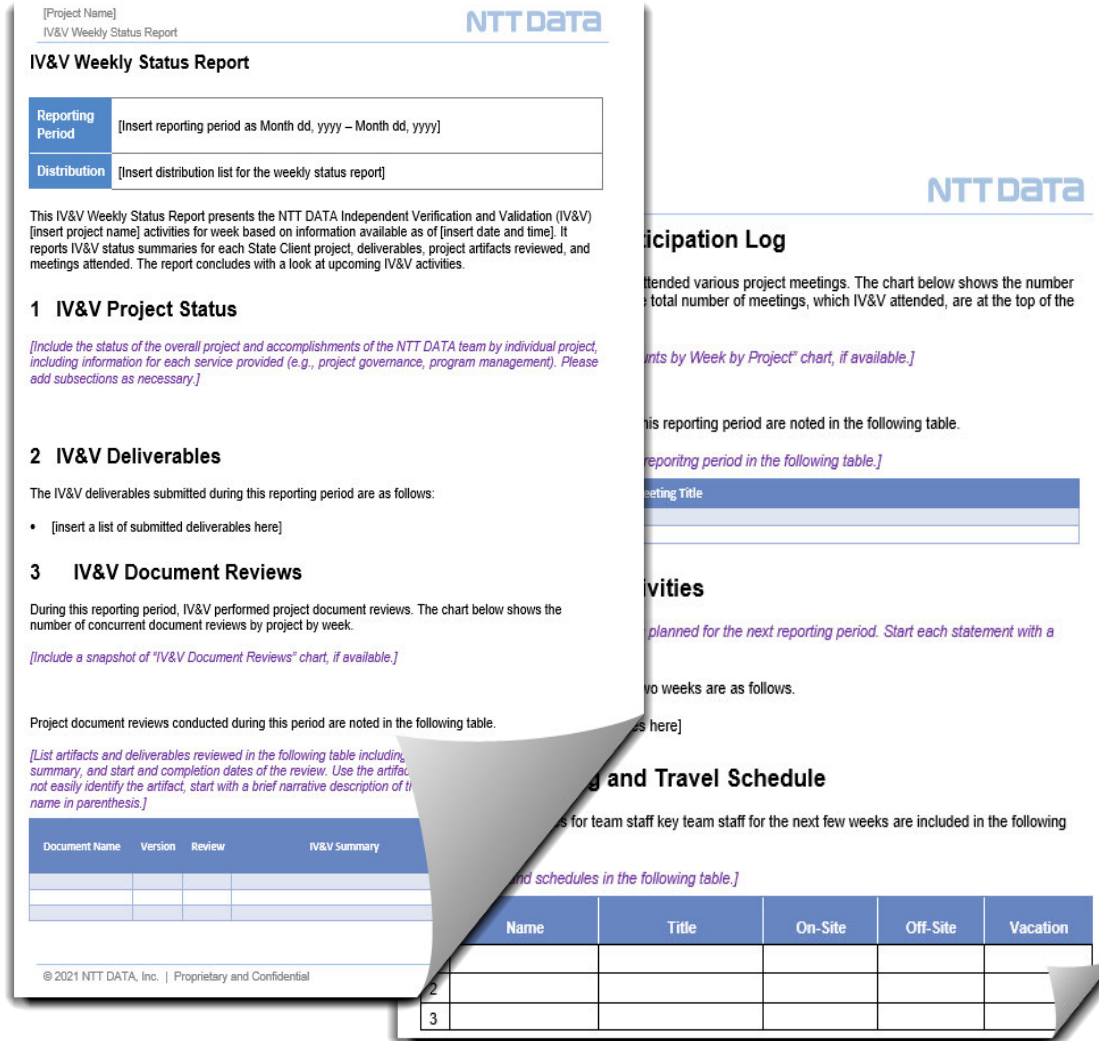 [Project Name]
IV&V Weekly Status Report
NTT DATA
IV&V Weekly Status Report
Reporting Period
[Insert reporting period as Month dd, yyyy – Month dd, yyyy]
Distribution
[Insert distribution list for the weekly status report]
This IV&V Weekly Status Report presents the NTT DATA Independent Verification and Validation (IV&V)
[insert project name] activities for week based on information available as of [insert date and time]. It
reports IV&V status summaries for each State Client project, deliverables, project artifacts reviewed, and
meetings attended. The report concludes with a look at upcoming IV&V activities.
1 IV&V Project Status
[Include the status of the overall project and accomplishments of the NTT DATA team by individual project,
including information for each service provided (e.g., project governance, program management). Please
add subsections as necessary.]
2 IV&V Deliverables
The IV&V deliverables submitted during this reporting period are as follows:
• [insert a list of submitted deliverables here]
3 IV&V Document Reviews
During this reporting period, IV&V performed project document reviews. The chart below shows the
number of concurrent document reviews by project by week.
[Include a snapshot of "IV&V Document Reviews" chart, if available.]
Project document reviews conducted during this period are noted in the following table.
[List artifacts and deliverables reviewed in the following table including
summary, and start and completion dates of the review. Use the
not easily identify the artifact, start with a brief narrative description of
name in parenthesis.]
Document Name Version Review IV&V Summary
© 2021 NTT DATA, Inc. | Proprietary and Confidential
NTT DATA
icipation Log
attended various project meetings. The chart below shows the number
total number of meetings, which IV&V attended, are at the top of the
unts by Week by Project" chart, if available.]
his reporting period are noted in the following table.
reporitng period in the following table.]
eeting Title
ivities
planned for the next reporting period. Start each statement with a
wo weeks are as follows.
s here]
g and Travel Schedule
s for team staff key team staff for the next few weeks are included in the following
nd schedules in the following table.]
Name Title On-Site Off-Site Vacation
2
3